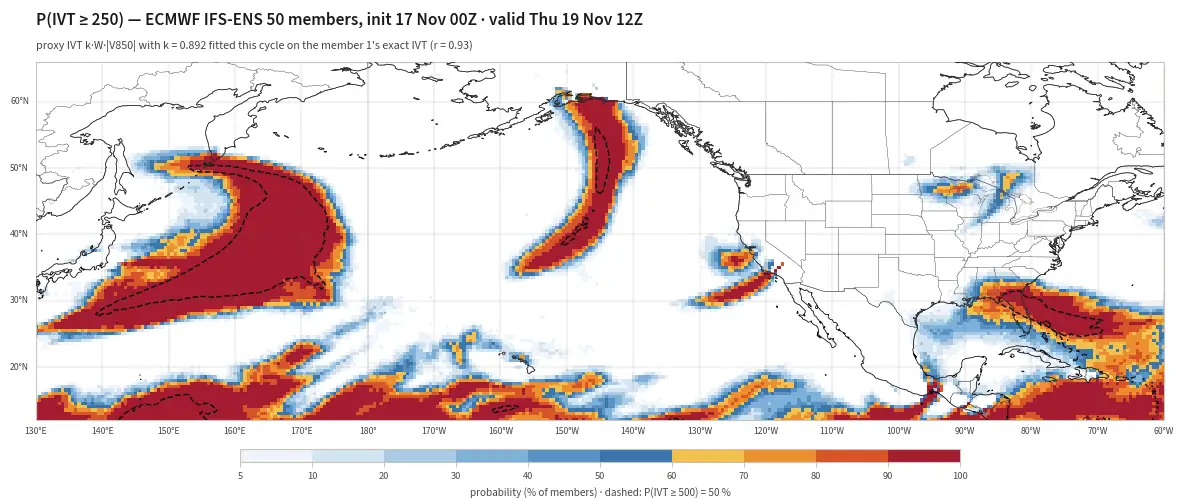 P(IVT ≥ 250) — ECMWF IFS-ENS 50 members, init 17 Nov 00Z · valid Thu 19 Nov 12Z
proxy IVT k·W·|V850| with k = 0.892 fitted this cycle on the member 1's exact IVT (r = 0.93)
60°N
50°N
40°N
30°N
20°N
130°E 140°E 150°E 160°E 170°E 180° 170°W 160°W 150°W 140°W 130°W 120°W 110°W 100°W 90°W 80°W 70°W 60°W
5 10 20 30 40 50 60 70 80 90 100
probability (% of members) · dashed: P(IVT ≥ 500) = 50 %